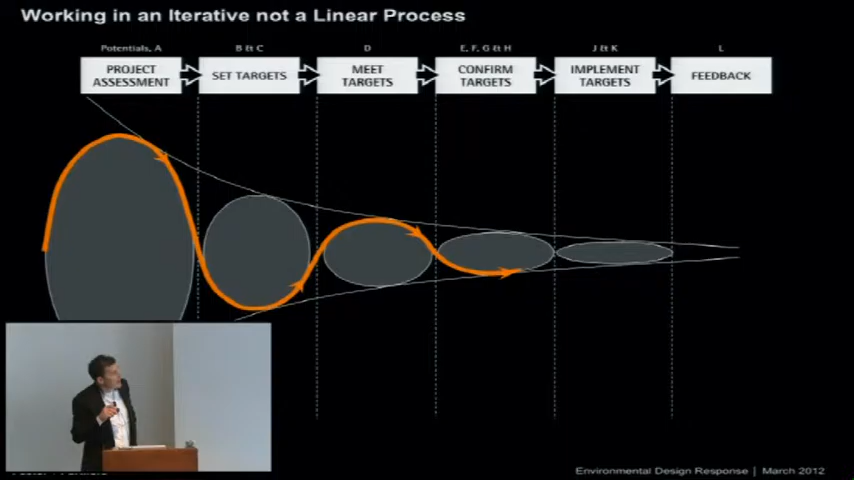 Working in an Iterative not a Linear Process
Potentials, A
B & C
D
E, F, G & H
J & K
L
PROJECT
ASSESSMENT
SET TARGETS
MEET
TARGETS
CONFIRM
TARGETS
IMPLEMENT
TARGETS
FEEDBACK
Environmental Design Response | March 2012